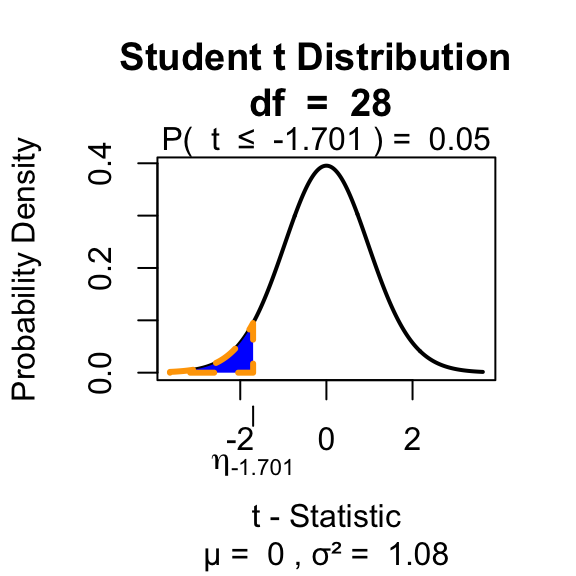 Student t Distribution
df = 28
P( t ≤ -1.701 ) = 0.05
Probability Density
0.4
0.2
0.0
-2 0 2
η-1.701
t - Statistic
μ = 0 , σ² = 1.08